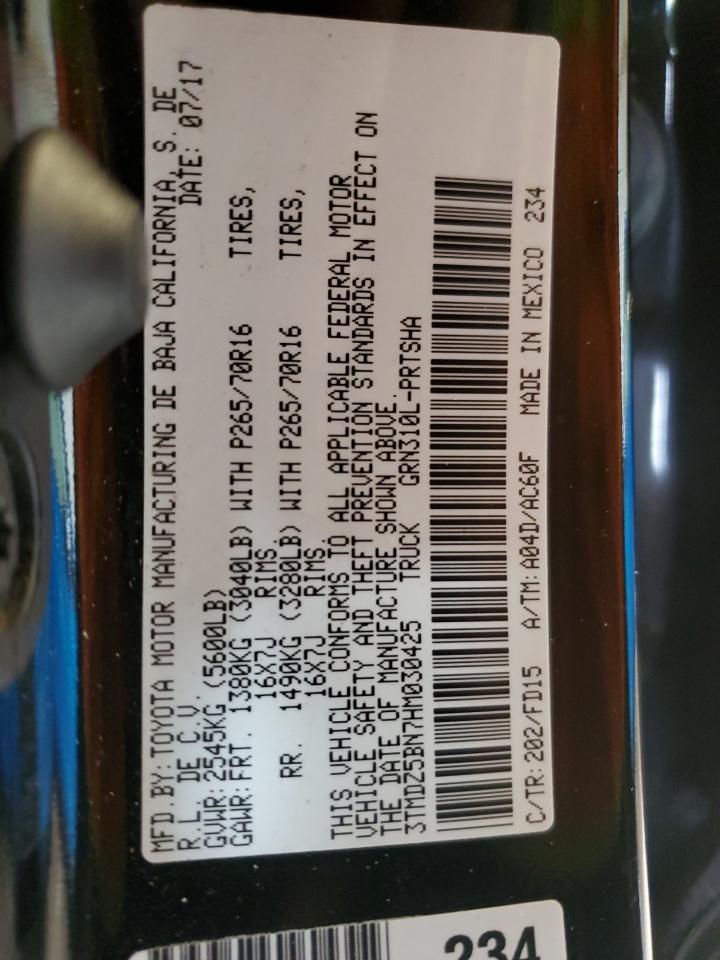 MFD.BY: TOYOTA MOTOR MANUFACTURING DE BAJA CALIFORNIA, S. DE
R.L. DE C.V. DATE: 07/17
GVWR: 2545KG (5600LB)
GAWR: FRT. 1380KG (3040LB) WITH P265/70R16 TIRES,
16X7J RIMS,
RR. 1490KG (3280LB) WITH P265/70R16 TIRES,
16X7J RIMS.
THIS VEHICLE CONFORMS TO ALL APPLICABLE FEDERAL MOTOR
VEHICLE SAFETY AND THEFT PREVENTION STANDARDS IN EFFECT ON
THE DATE OF MANUFACTURE SHOWN ABOVE.
3TMDZ5BN7HM030425 TRUCK GRN310L-PRTSHA
C/TR: 202/FD15 A/TM: A04D/AC60F MADE IN MEXICO 234
234